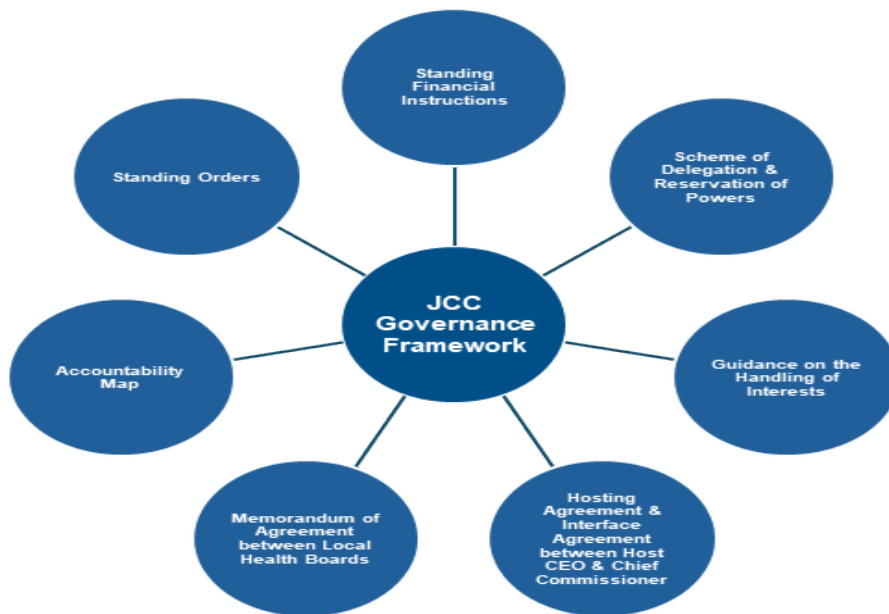 Standing
Financial
Instructions
Scheme of
Delegation &
Reservation of
Powers
Standing Orders
JCC
Governance
Framework
Accountability
Map
Guidance on the
Handling of
Interests
Memorandum of
Agreement
between Local
Health Boards
Hosting
Agreement &
Interface
Agreement
between Host
CEO & Chief
Commissioner